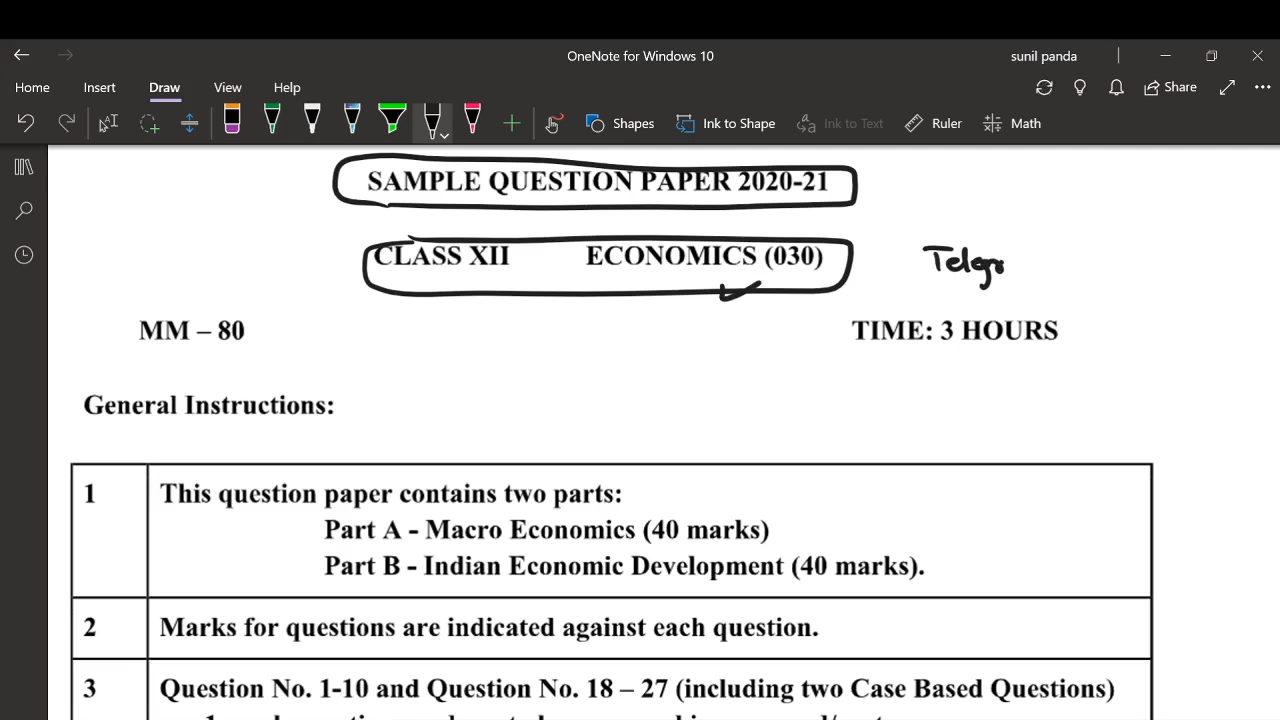 OneNote for Windows 10
sunil panda
Home Insert Draw View Help
Share
Shapes Ink to Shape Ink to Text Ruler Math
SAMPLE QUESTION PAPER 2020-21
CLASS XII ECONOMICS (030)
Telegr
MM – 80 TIME: 3 HOURS
General Instructions:
1 This question paper contains two parts:
Part A - Macro Economics (40 marks)
Part B - Indian Economic Development (40 marks).
2 Marks for questions are indicated against each question.
3 Question No. 1-10 and Question No. 18 – 27 (including two Case Based Questions)